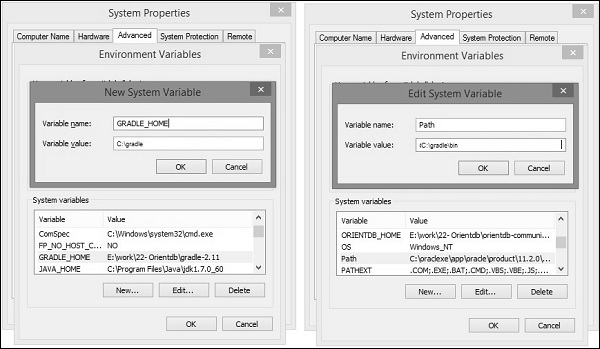 System Properties
Computer Name Hardware Advanced System Protection Remote
Environment Variables
New System Variable
Variable name: GRADLE_HOME
Variable value: C:\gradle
OK Cancel
System variables
Variable Value
ComSpec C:\Windows\system32\cmd.exe
FP_NO_HOST_C... NO
GRADLE_HOME E:\work\22- Orientdb\gradle-2.11
JAVA_HOME C:\Program Files\Java\jdk1.7.0_60
New... Edit... Delete
OK Cancel
System Properties
Computer Name Hardware Advanced System Protection Remote
Environment Variables
Edit System Variable
Variable name: Path
Variable value: ;C:\gradle\bin
OK Cancel
System variables
Variable Value
ORIENTDB_HOME E:\work\22- Orientdb\orientdb-communi...
OS Windows_NT
Path C:\oraclexe\app\oracle\product\11.2.0\...
PATHEXT .COM;.EXE;.BAT;.CMD;.VBS;.VBE;.JS;....
New... Edit... Delete
OK Cancel